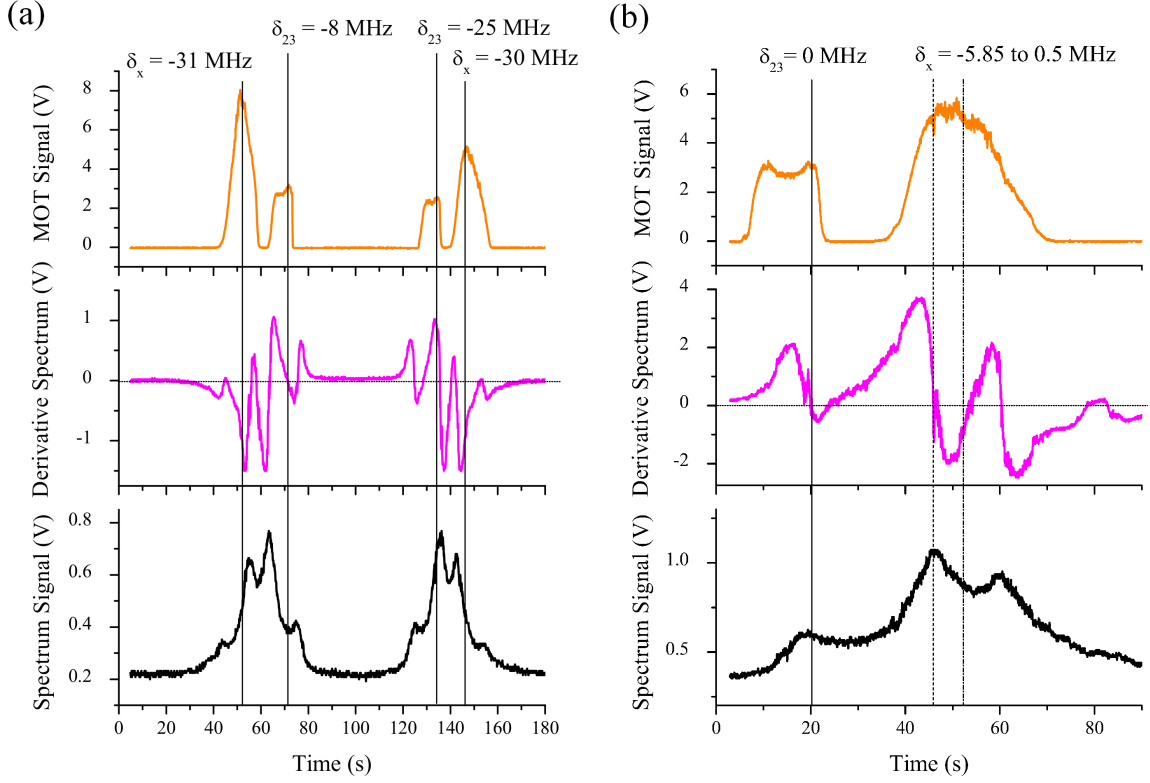 (a)
δ23 = -8 MHz
δ23 = -25 MHz
δx = -31 MHz
δx = -30 MHz
8
6
4
2
0
MOT Signal (V)
1
0
-1
Derivative Spectrum (V)
0.8
0.6
0.4
0.2
Spectrum Signal (V)
0 20 40 60 80 100 120 140 160 180
Time (s)
(b)
δ23= 0 MHz
δx = -5.85 to 0.5 MHz
6
4
2
0
MOT Signal (V)
4
2
0
-2
Derivative Spectrum (V)
1.0
0.5
Spectrum Signal (V)
0 20 40 60 80
Time (s)